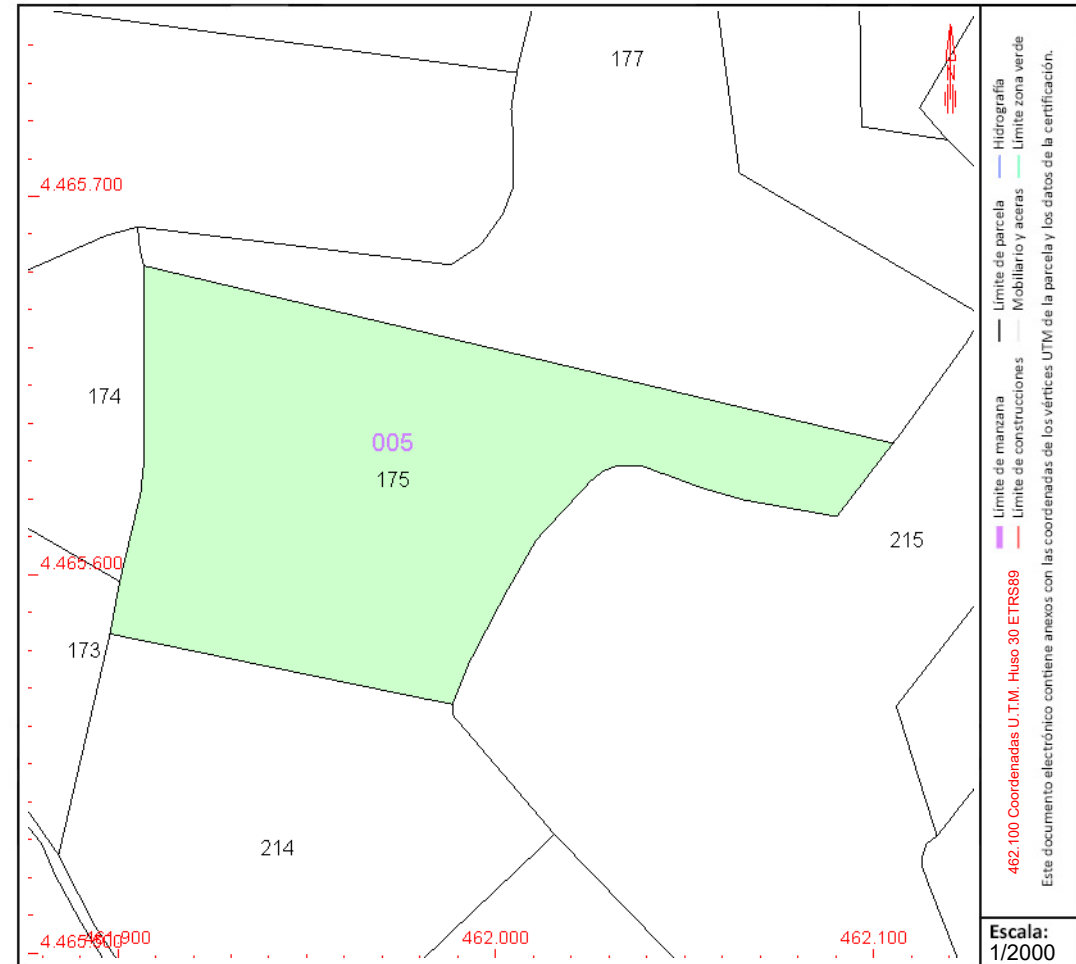 177
4.465.700
174
005
175
215
4.465.600
173
214
4.465.500
461.900
462.000
462.100
N
Límite de manzana
Límite de parcela
Hidrografía
Límite de construcciones
Mobiliario y aceras
Límite zona verde
462.100 Coordenadas U.T.M. Huso 30 ETRS89
Este documento electrónico contiene anexos con las coordenadas de los vértices UTM de la parcela y los datos de la certificación.
Escala:
1/2000